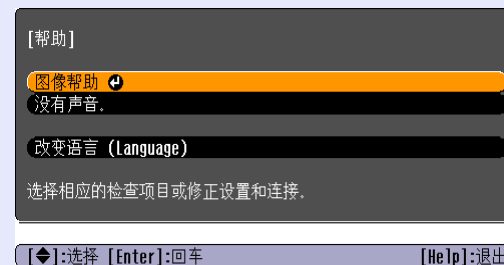 [帮助]
图像帮助
没有声音.
改变语言 (Language)
选择相应的检查项目或修正设置和连接.
[◆]:选择 [Enter]:回车
[Help]:退出